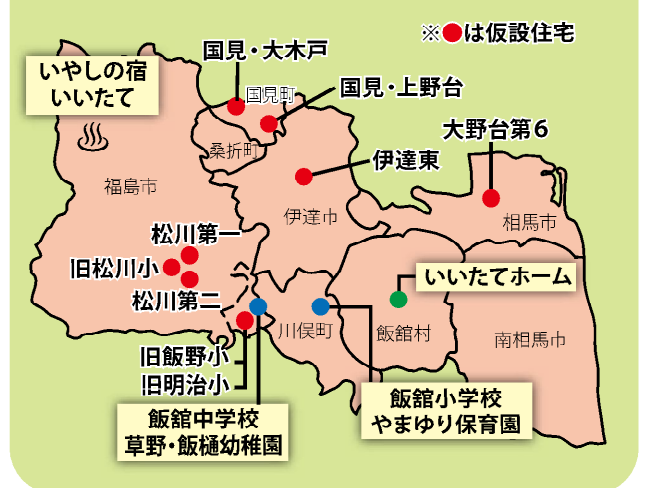 ※●は仮設住宅
国見・大木戸
いやしの宿
いいたて
国見町
国見・上野台
桑折町
大野台第６
伊達東
福島市
伊達市
相馬市
松川第一
旧松川小
松川第二
いいたてホーム
川俣町
飯舘村
南相馬市
旧飯野小
旧明治小
飯舘中学校
草野・飯樋幼稚園
飯舘小学校
やまゆり保育園